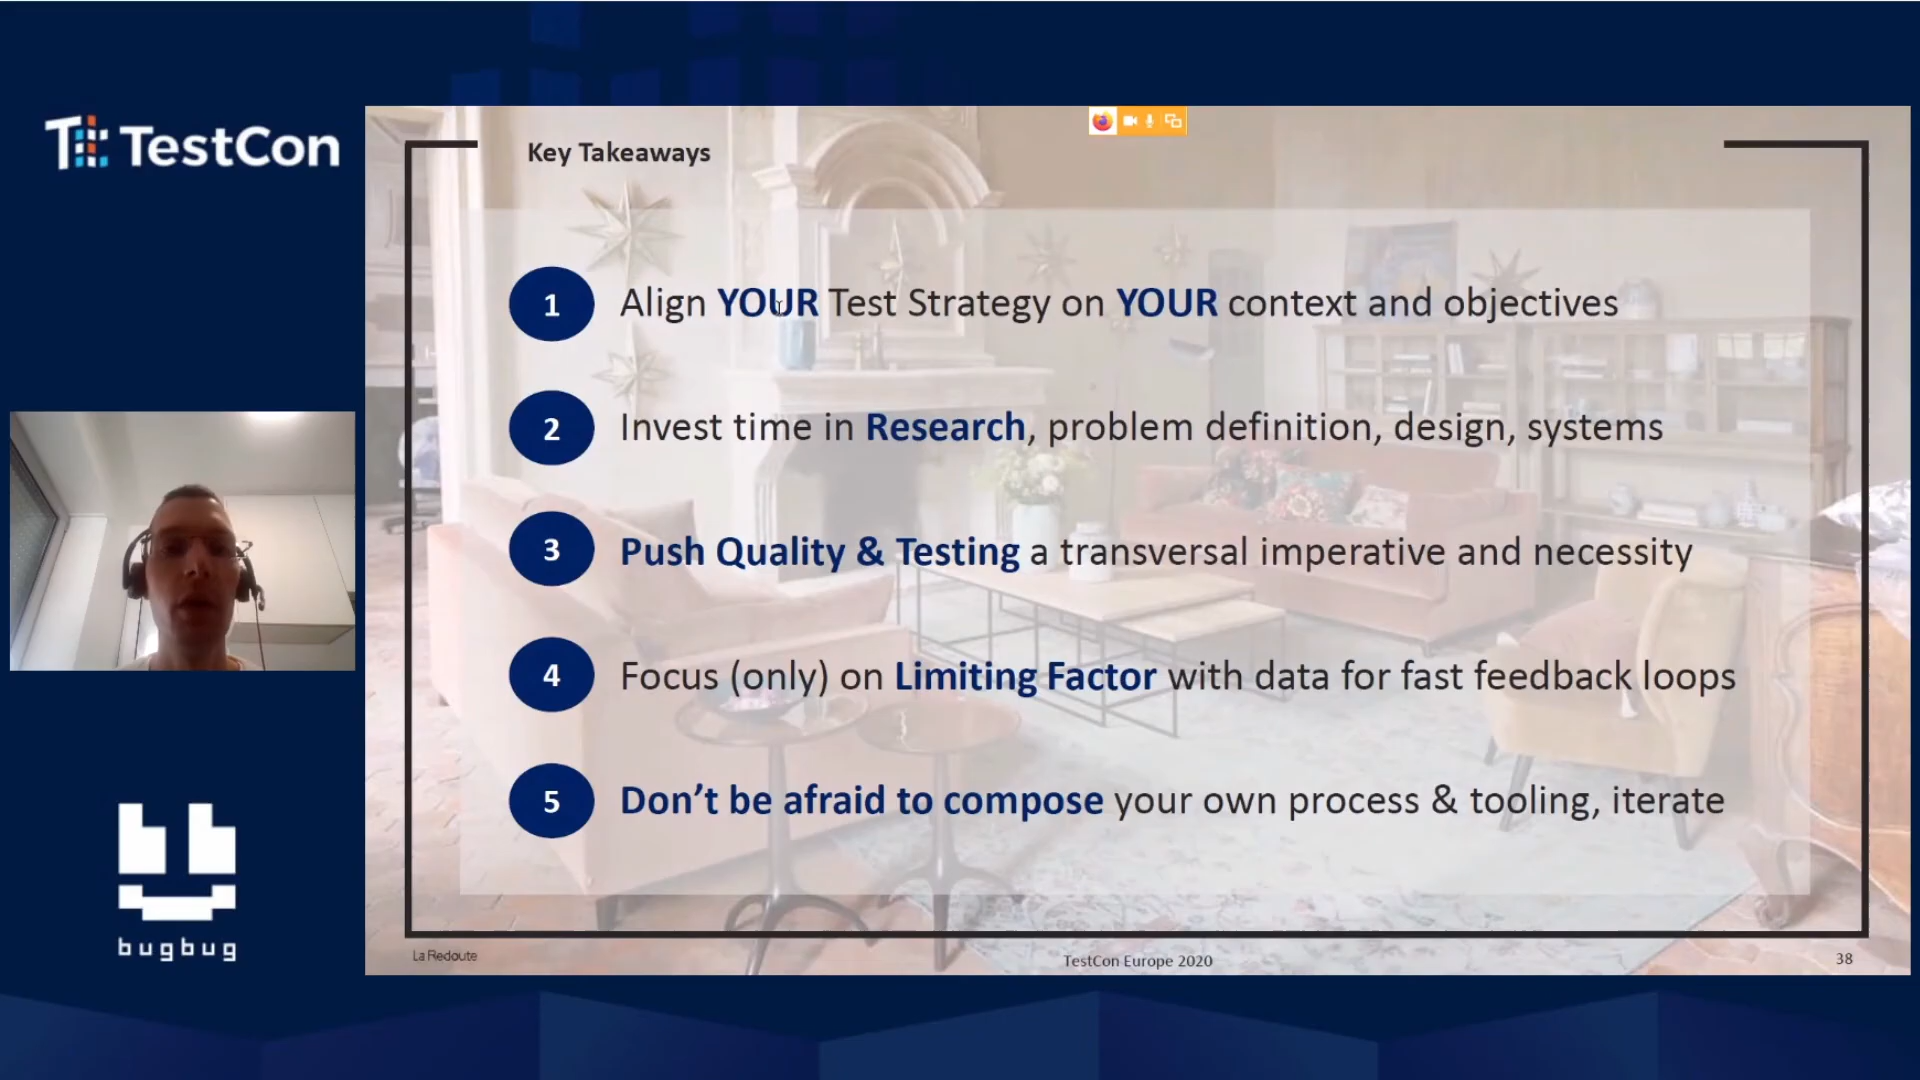 TestCon
Key Takeaways
1 Align YOUR Test Strategy on YOUR context and objectives
2 Invest time in Research, problem definition, design, systems
3 Push Quality & Testing a transversal imperative and necessity
4 Focus (only) on Limiting Factor with data for fast feedback loops
5 Don’t be afraid to compose your own process & tooling, iterate
bugbug
La Redoute
TestCon Europe 2020
38